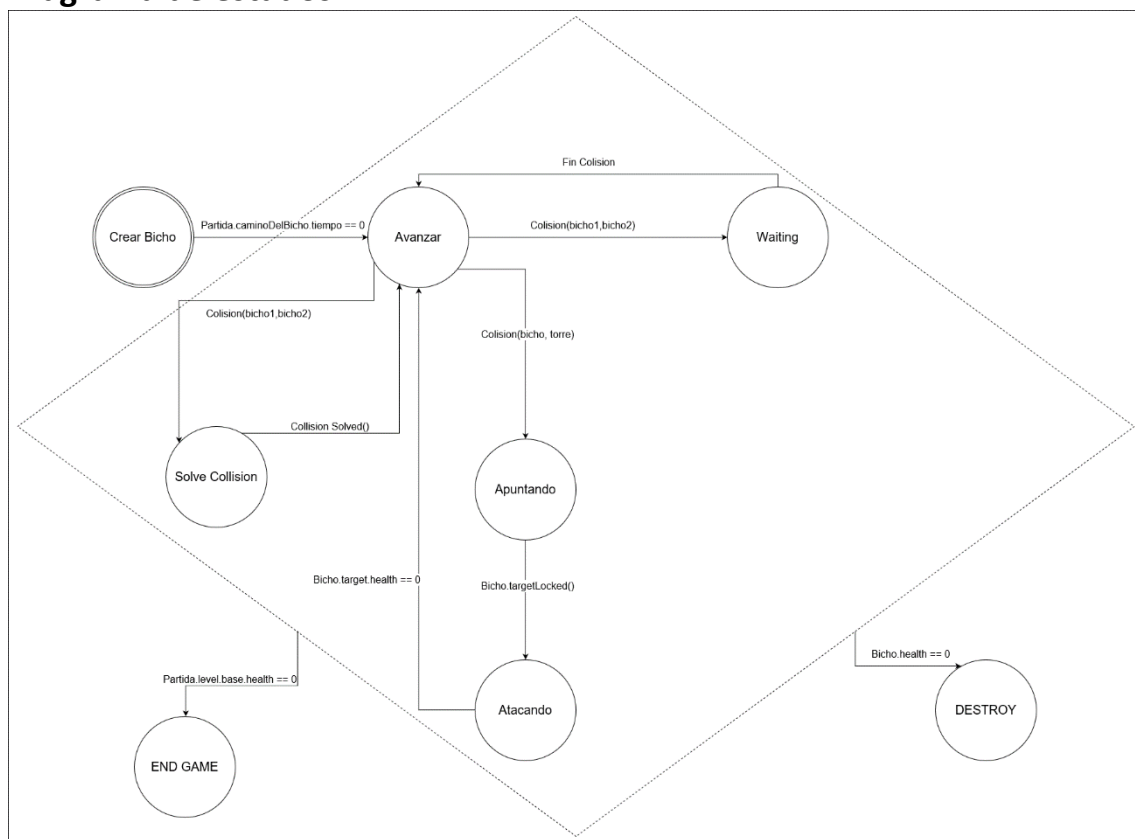 Fin Colision
Crear Bicho
Partida.caminoDelBicho.tiempo == 0
Avanzar
Colision(bicho1,bicho2)
Waiting
Colision(bicho1,bicho2)
Colision(bicho, torre)
Collision Solved()
Solve Collision
Apuntando
Bicho.target.health == 0
Bicho.targetLocked()
Bicho.health == 0
Partida.level.base.health == 0
Atacando
DESTROY
END GAME